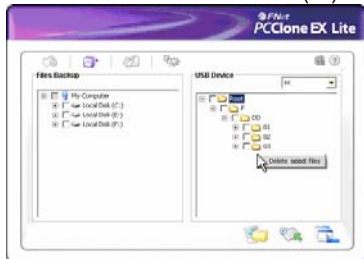 FNet
PCClone EX Lite
Files Backup
USB Device
H:
My Computer
Local Disk (C:)
Local Disk (E:)
Local Disk (F:)
Root
F
DD
01
02
03
Delete select files